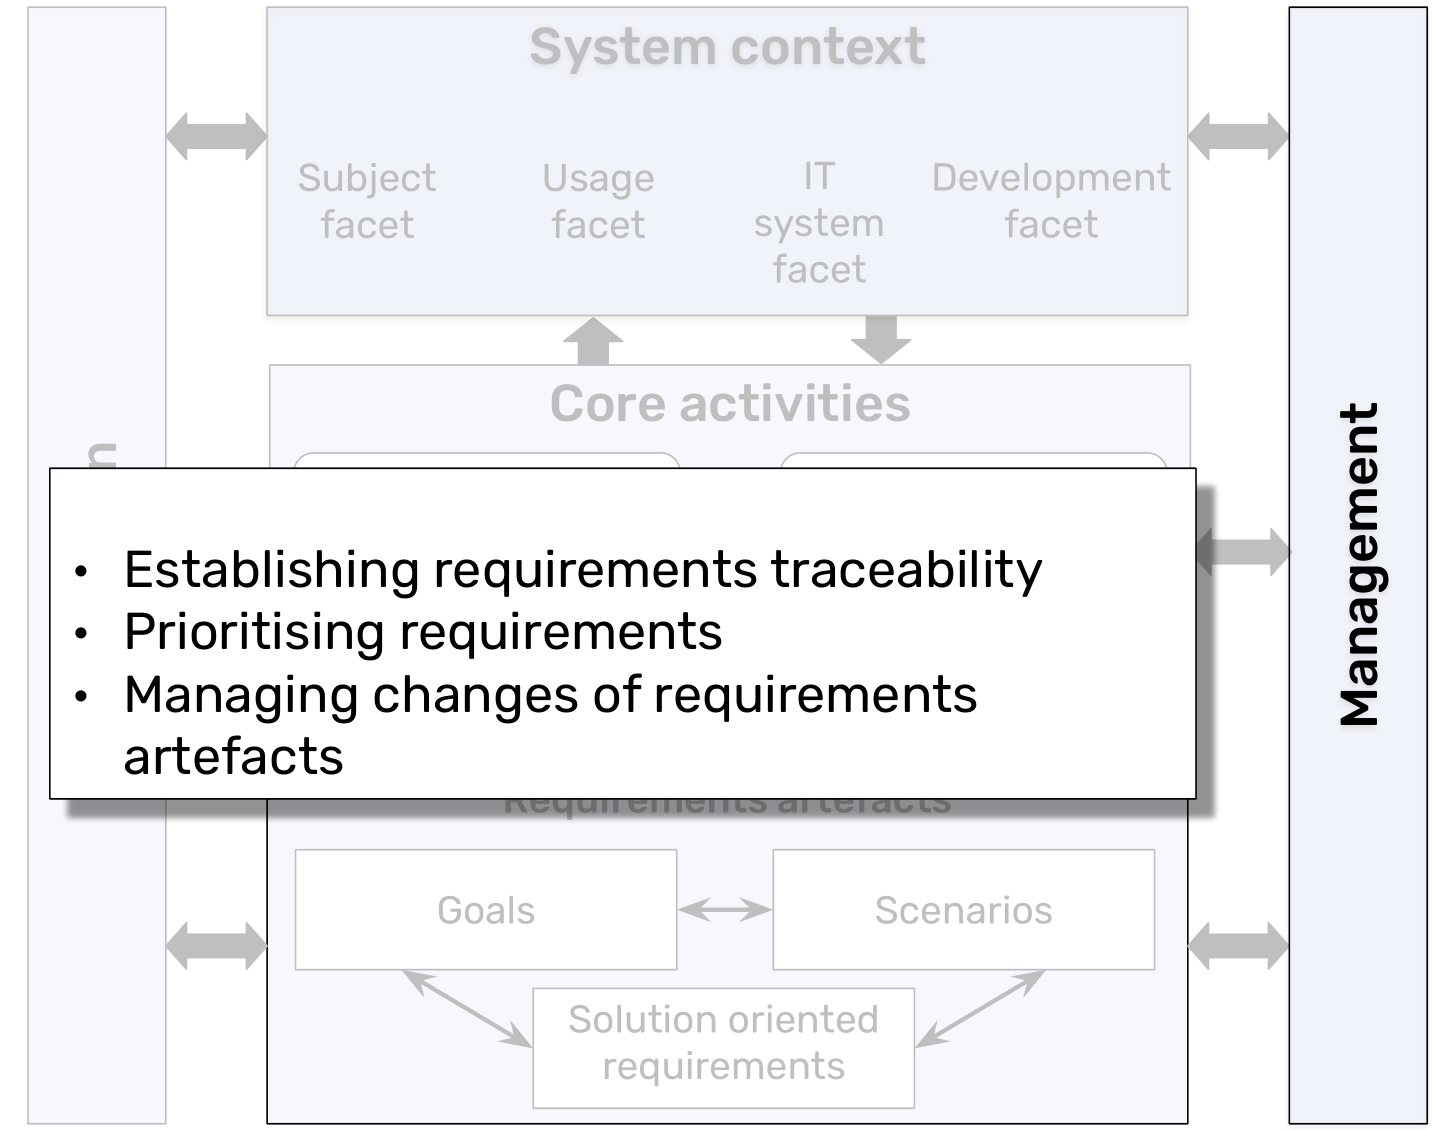 System context
Subject
facet
Usage
facet
IT
system
facet
Development
facet
Core activities
• Establishing requirements traceability
• Prioritising requirements
• Managing changes of requirements
artefacts
Requirements artefacts
Goals
Scenarios
Solution oriented
requirements
Management